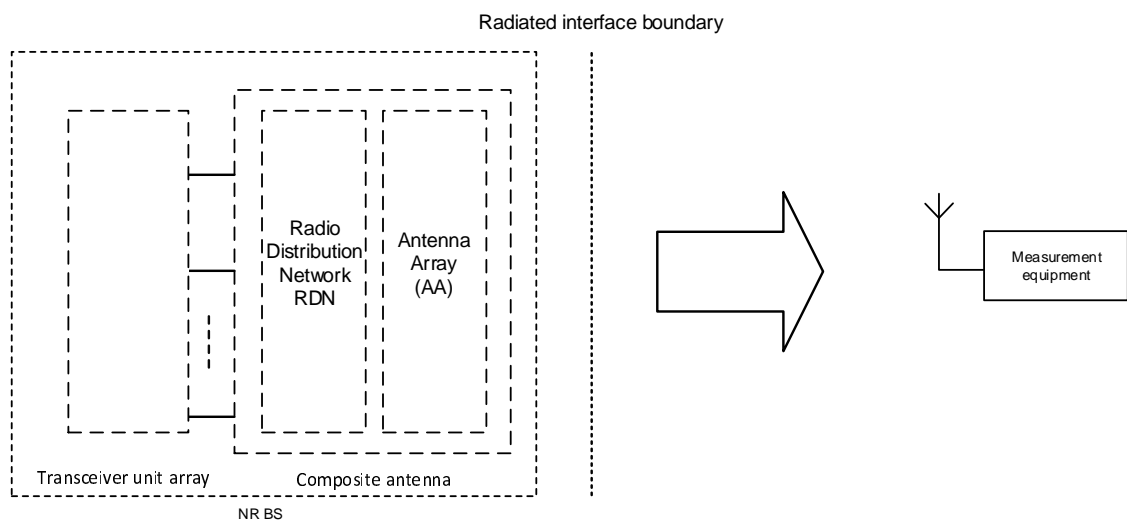 Radiated interface boundary
Radio
Distribution
Network
RDN
Antenna
Array
(AA)
Measurement
equipment
Transceiver unit array
Composite antenna
NR BS